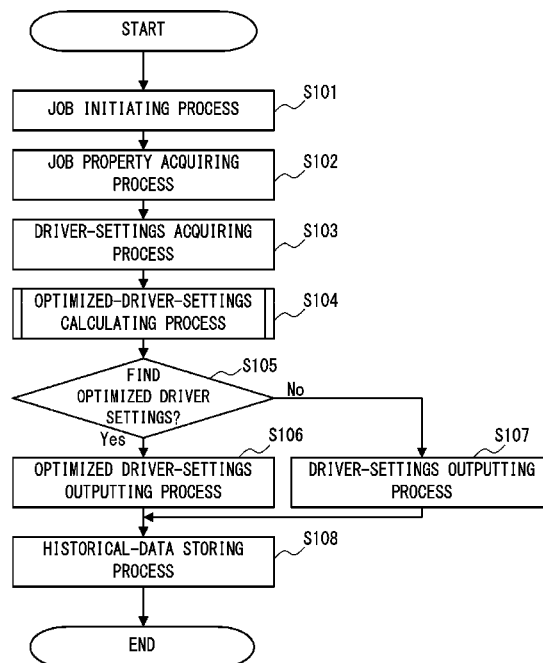 START
S101
JOB INITIATING PROCESS
S102
JOB PROPERTY ACQUIRING
PROCESS
S103
DRIVER-SETTINGS ACQUIRING
PROCESS
S104
OPTIMIZED-DRIVER-SETTINGS
CALCULATING PROCESS
S105
FIND
OPTIMIZED DRIVER
SETTINGS?
No
Yes
S106
OPTIMIZED DRIVER-SETTINGS
OUTPUTTING PROCESS
S107
DRIVER-SETTINGS OUTPUTTING
PROCESS
S108
HISTORICAL-DATA STORING
PROCESS
END